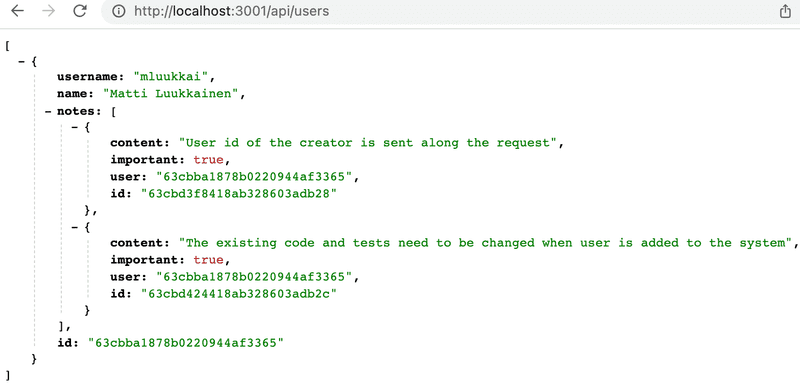 http://localhost:3001/api/users
[
- {
username: "mluukkai",
name: "Matti Luukkainen",
- notes: [
- {
content: "User id of the creator is sent along the request",
important: true,
user: "63cbba1878b0220944af3365",
id: "63cbd3f8418ab328603adb28"
},
- {
content: "The existing code and tests need to be changed when user is added to the system",
important: true,
user: "63cbba1878b0220944af3365",
id: "63cbd424418ab328603adb2c"
}
],
id: "63cbba1878b0220944af3365"
}
]